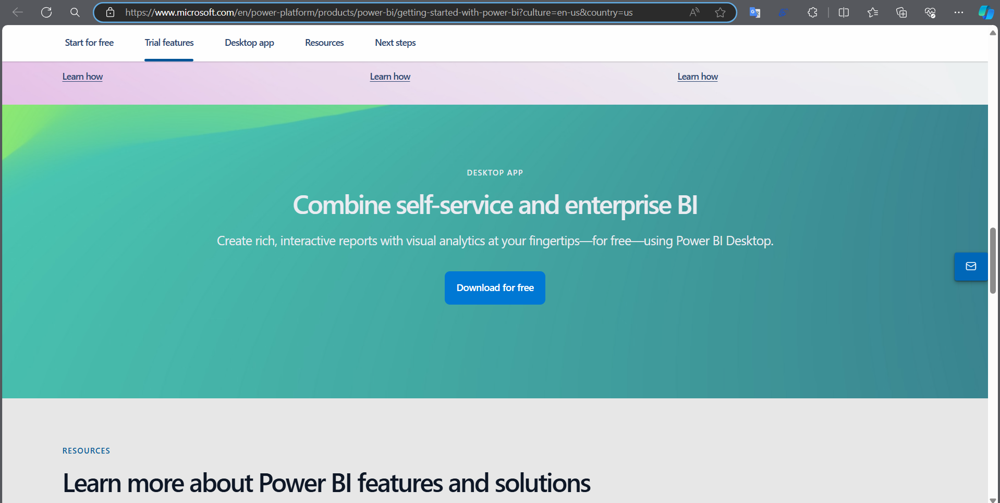 https://www.microsoft.com/en/power-platform/products/power-bi/getting-started-with-power-bi?culture=en-us&country=us
Start for free Trial features Desktop app Resources Next steps
Learn how Learn how Learn how
DESKTOP APP
Combine self-service and enterprise BI
Create rich, interactive reports with visual analytics at your fingertips—for free—using Power BI Desktop.
Download for free
RESOURCES
Learn more about Power BI features and solutions